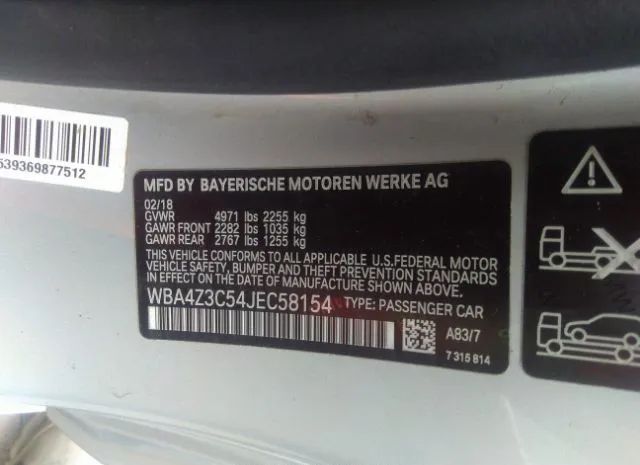 539369877512
MFD BY BAYERISCHE MOTOREN WERKE AG
02/18
GVWR 4971 lbs 2255 kg
GAWR FRONT 2282 lbs 1035 kg
GAWR REAR 2767 lbs 1255 kg
THIS VEHICLE CONFORMS TO ALL APPLICABLE U.S.FEDERAL MOTOR
VEHICLE SAFETY, BUMPER, AND THEFT PREVENTION STANDARDS
IN EFFECT ON THE DATE OF MANUFACTURE SHOWN ABOVE.
WBA4Z3C54JEC58154 TYPE: PASSENGER CAR
A83/7
7 315 814